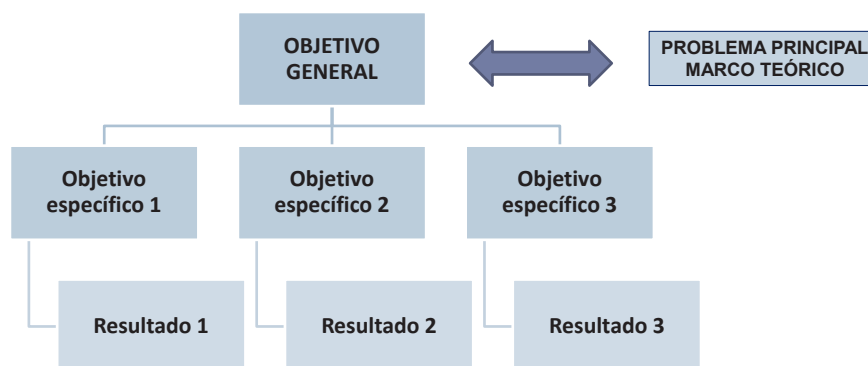 OBJETIVO
GENERAL
PROBLEMA PRINCIPAL
MARCO TEÓRICO
Objetivo
específico 1
Objetivo
específico 2
Objetivo
específico 3
Resultado 1
Resultado 2
Resultado 3